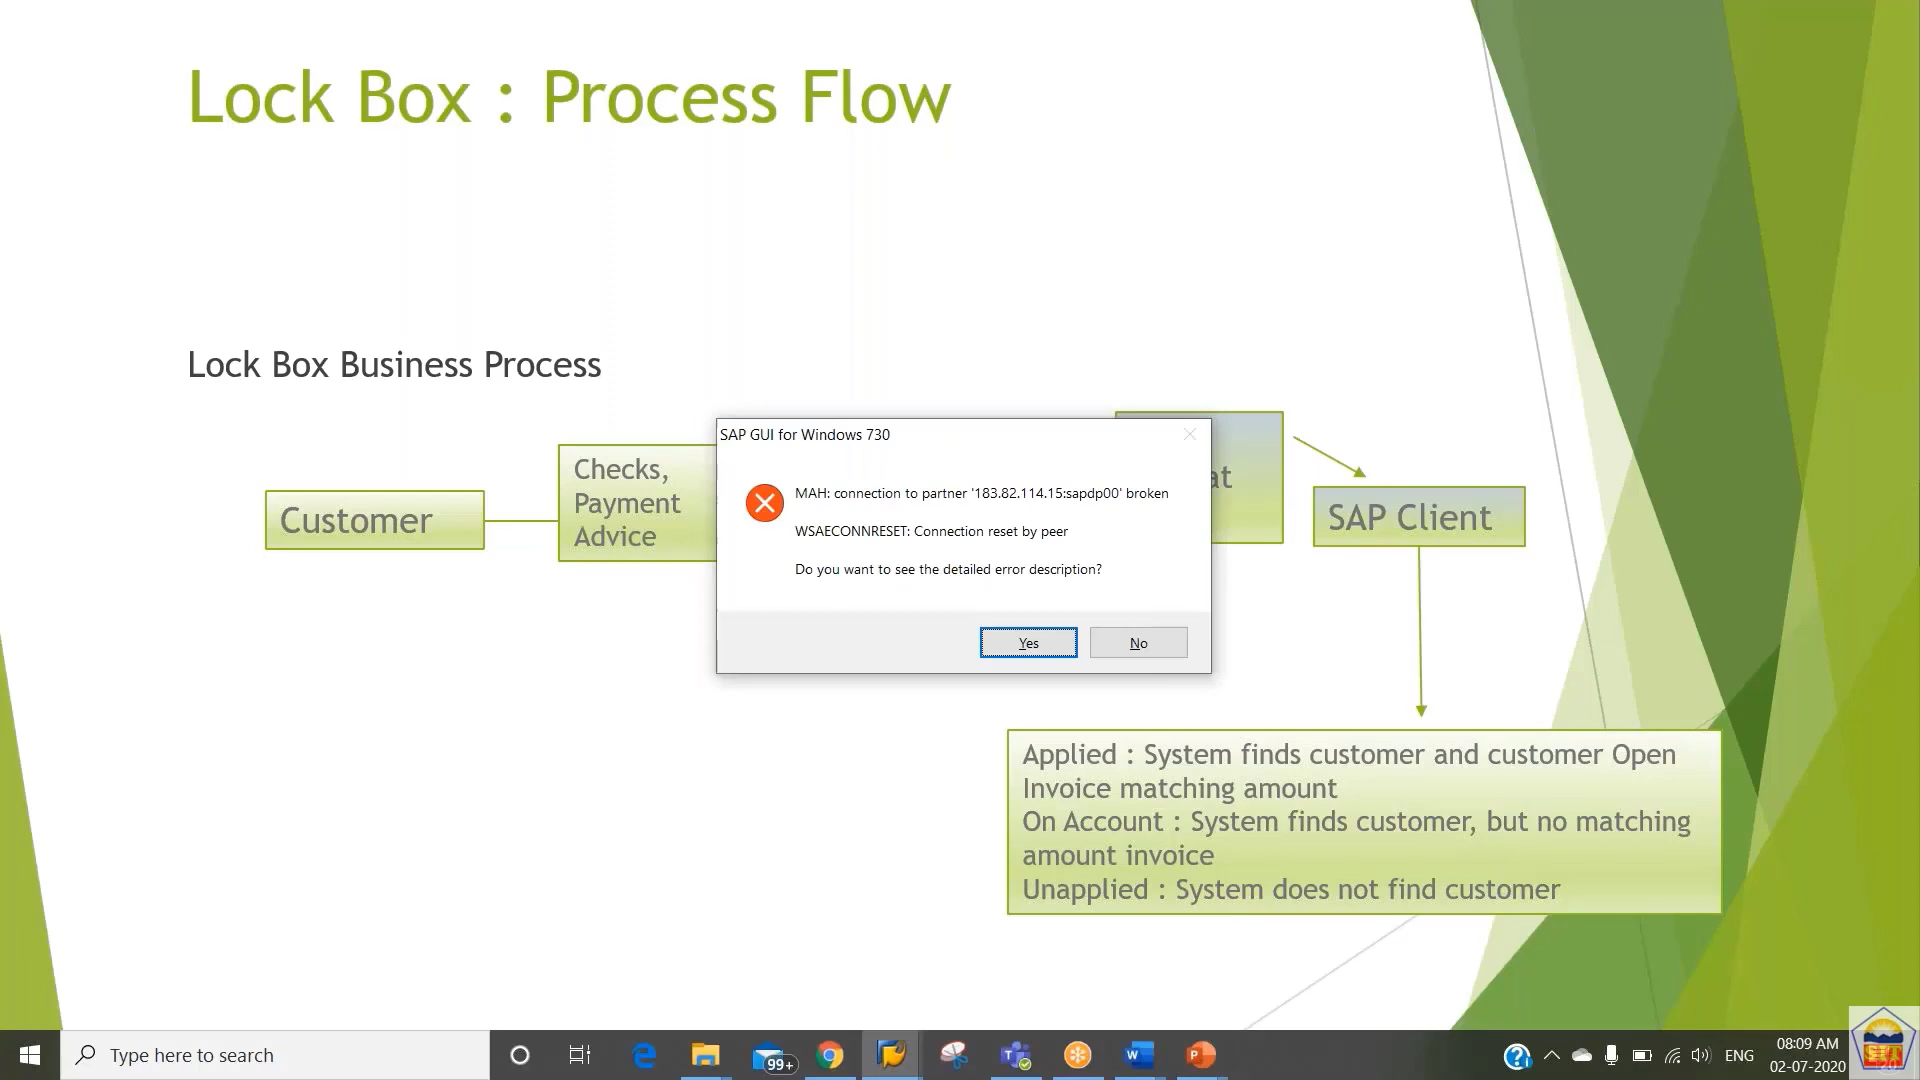 Lock Box : Process Flow
Lock Box Business Process
Customer
Checks,
Payment
Advice
SAP GUI for Windows 730
MAH: connection to partner '183.82.114.15:sapdp00' broken
WSAECONNRESET: Connection reset by peer
Do you want to see the detailed error description?
Yes
No
at
SAP Client
Applied : System finds customer and customer Open
Invoice matching amount
On Account : System finds customer, but no matching
amount invoice
Unapplied : System does not find customer
Type here to search
99+
ENG
08:09 AM
02-07-2020